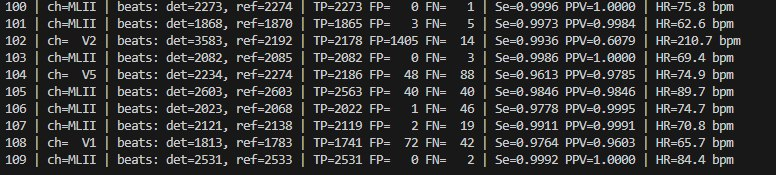 100 | ch=MLII | beats: det=2273, ref=2274 | TP=2273 FP=   0 FN=   1 | Se=0.9996 PPV=1.0000 | HR=75.8 bpm
101 | ch=MLII | beats: det=1868, ref=1870 | TP=1865 FP=   3 FN=   5 | Se=0.9973 PPV=0.9984 | HR=62.6 bpm
102 | ch=  V2 | beats: det=3583, ref=2192 | TP=2178 FP=1405 FN=  14 | Se=0.9936 PPV=0.6079 | HR=210.7 bpm
103 | ch=MLII | beats: det=2082, ref=2085 | TP=2082 FP=   0 FN=   3 | Se=0.9986 PPV=1.0000 | HR=69.4 bpm
104 | ch=  V5 | beats: det=2234, ref=2274 | TP=2186 FP=  48 FN=  88 | Se=0.9613 PPV=0.9785 | HR=74.9 bpm
105 | ch=MLII | beats: det=2603, ref=2603 | TP=2563 FP=  40 FN=  40 | Se=0.9846 PPV=0.9846 | HR=89.7 bpm
106 | ch=MLII | beats: det=2023, ref=2068 | TP=2022 FP=   1 FN=  46 | Se=0.9778 PPV=0.9995 | HR=74.7 bpm
107 | ch=MLII | beats: det=2121, ref=2138 | TP=2119 FP=   2 FN=  19 | Se=0.9911 PPV=0.9991 | HR=70.8 bpm
108 | ch=  V1 | beats: det=1813, ref=1783 | TP=1741 FP=  72 FN=  42 | Se=0.9764 PPV=0.9603 | HR=65.7 bpm
109 | ch=MLII | beats: det=2531, ref=2533 | TP=2531 FP=   0 FN=   2 | Se=0.9992 PPV=1.0000 | HR=84.4 bpm